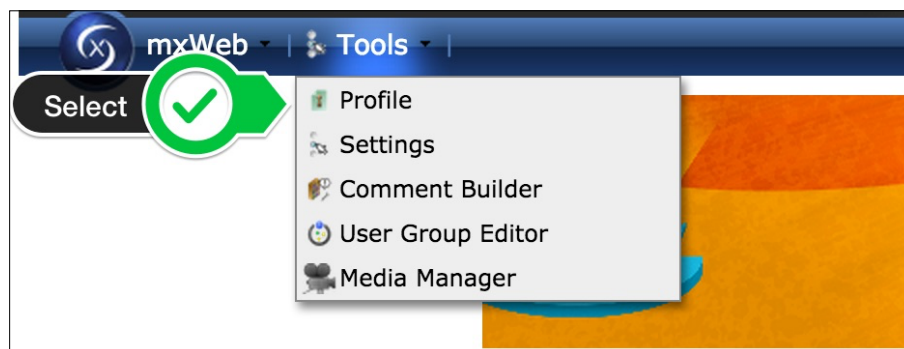 mxWeb | Tools |
Select
Profile
Settings
Comment Builder
User Group Editor
Media Manager